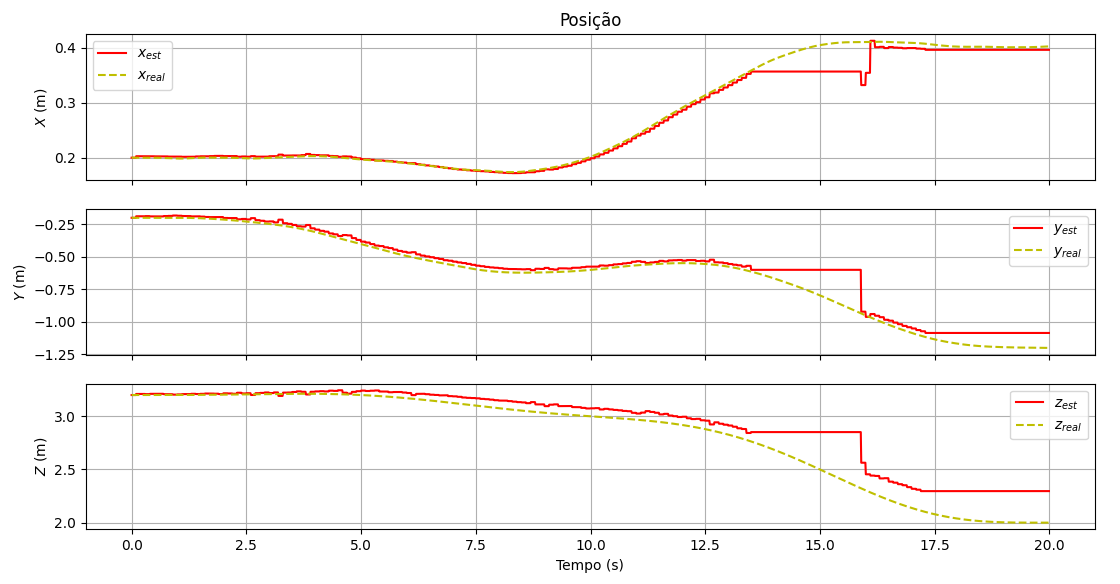 Posição
X (m)
0.4
0.3
0.2
x_est
x_real
Y (m)
−0.25
−0.50
−0.75
−1.00
−1.25
y_est
y_real
Z (m)
3.0
2.5
2.0
z_est
z_real
0.0 2.5 5.0 7.5 10.0 12.5 15.0 17.5 20.0
Tempo (s)